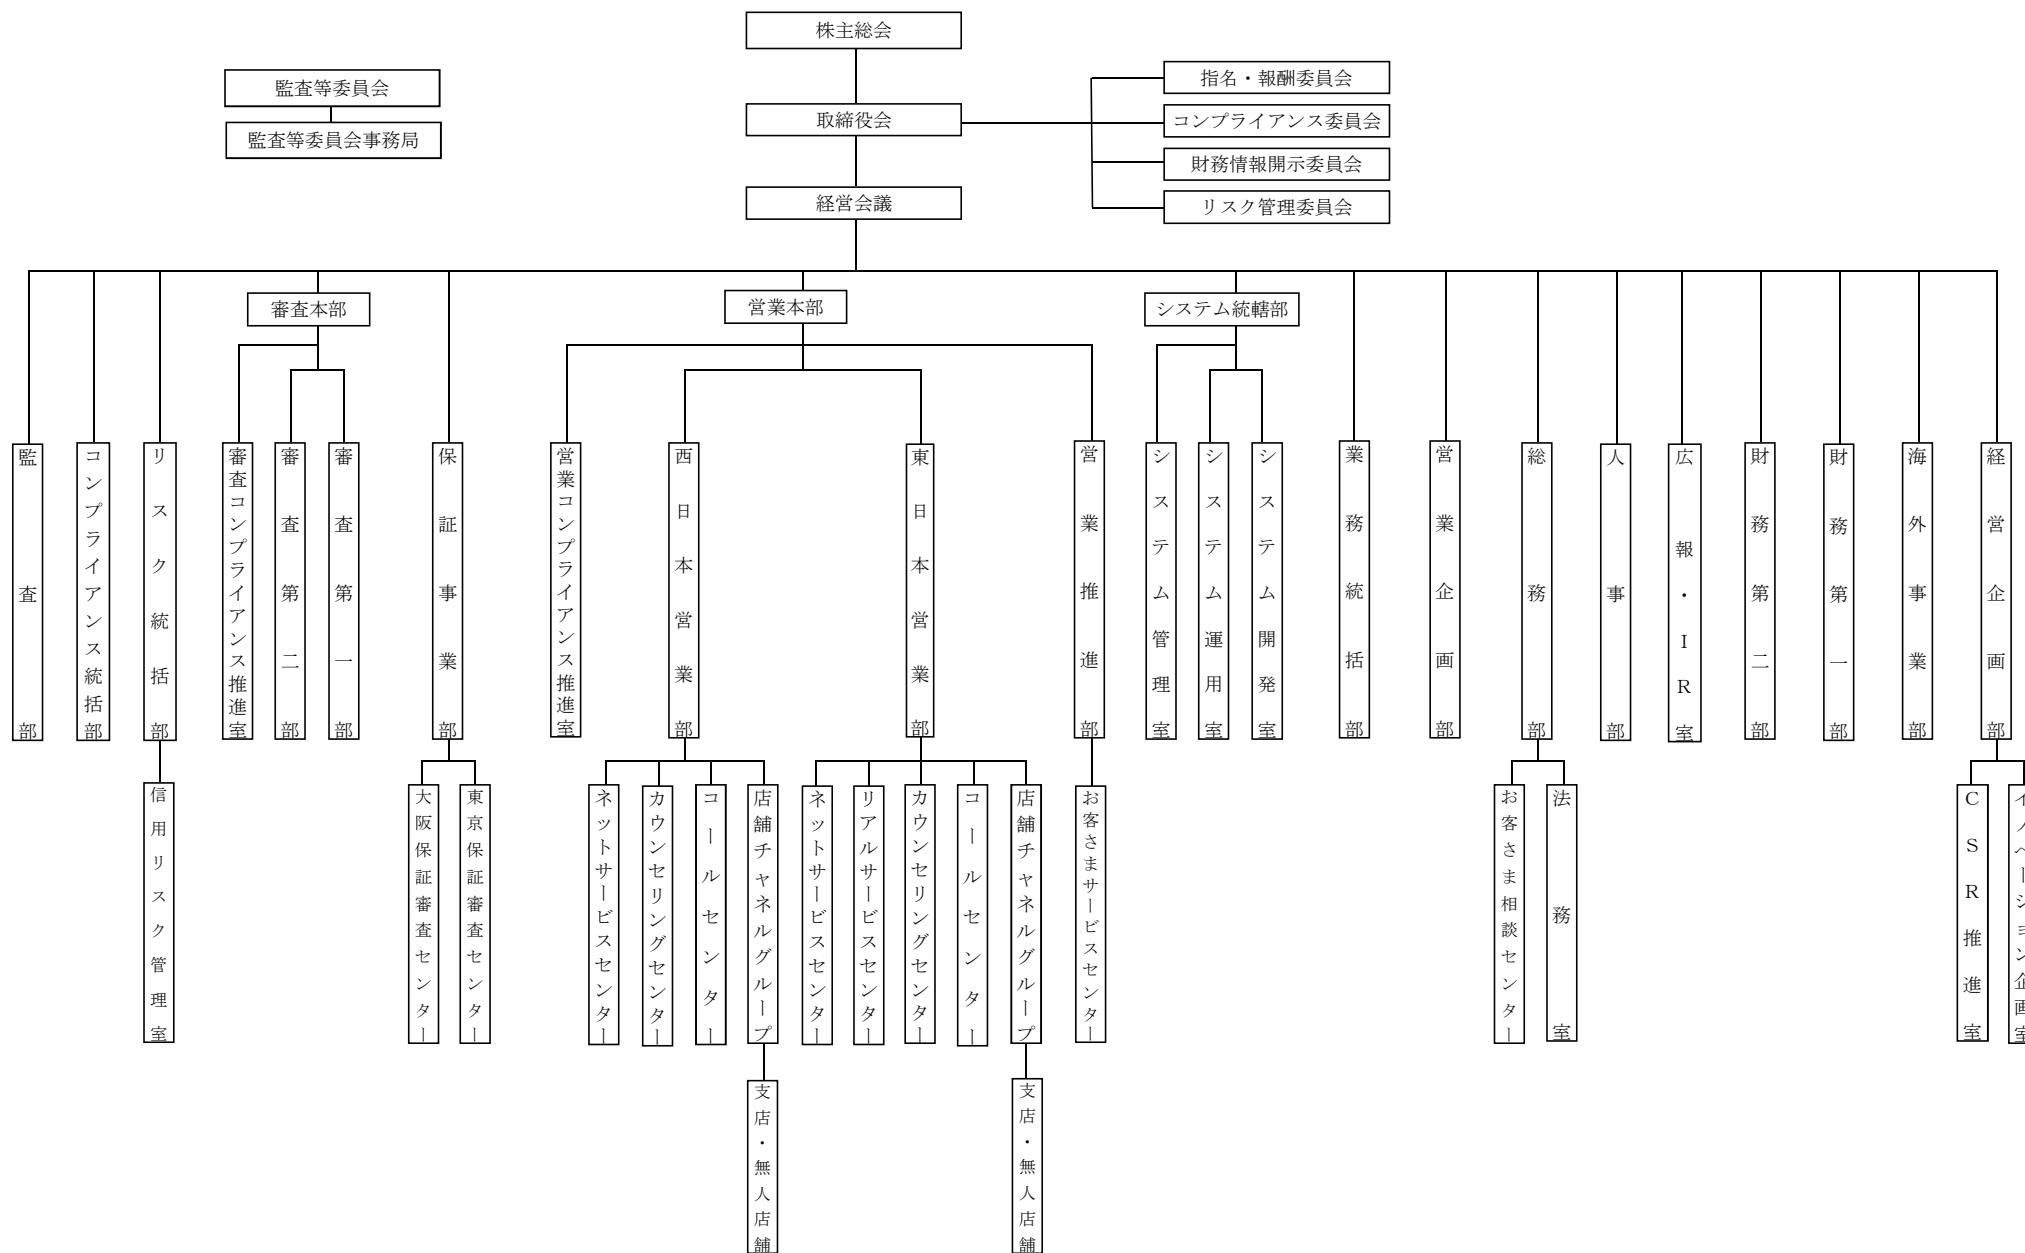 株主総会
監査等委員会
監査等委員会事務局
取締役会
指名・報酬委員会
コンプライアンス委員会
財務情報開示委員会
リスク管理委員会
経営会議
審査本部
営業本部
システム統轄部
監査部
コンプライアンス統括部
リスク統括部
審査コンプライアンス推進室
審査第二部
審査第一部
保証事業部
営業コンプライアンス推進室
西日本営業部
東日本営業部
営業推進部
システム管理室
システム運用室
システム開発室
業務統括部
営業企画部
総務部
人事部
広報・IR室
財務第二部
財務第一部
海外事業部
経営企画部
信用リスク管理室
大阪保証審査センター
東京保証審査センター
ネットサービスセンター
カウンセリングセンター
コールセンター
店舗チャネルグループ
ネットサービスセンター
リアルサービスセンター
カウンセリングセンター
コールセンター
店舗チャネルグループ
お客さまサービスセンター
お客さま相談センター
法務室
CSR推進室
イノベーション企画室
支店・無人店舗
支店・無人店舗